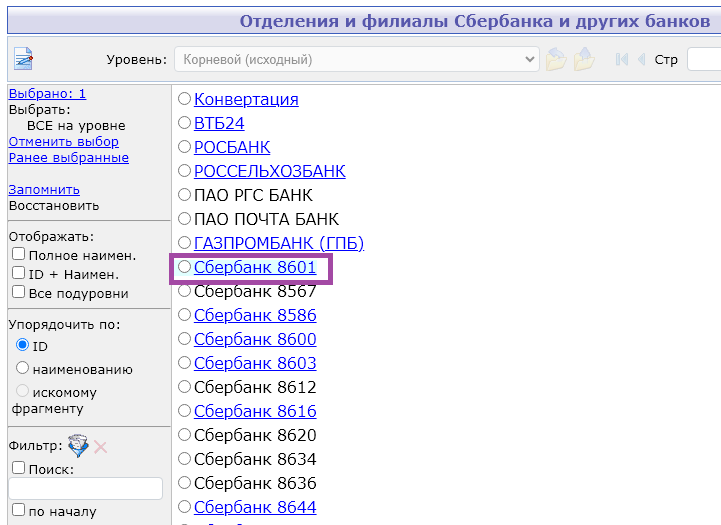 Отделения и филиалы Сбербанка и других банков
Уровень: Корневой (исходный) Стр
Выбрано: 1
Выбрать:
ВСЕ на уровне
Отменить выбор
Ранее выбранные
Запомнить
Восстановить
Отображать:
Полное наимен.
ID + Наимен.
Все подуровни
Упорядочить по:
ID
наименованию
искомому
фрагменту
Фильтр:
Поиск:
по началу
Конвертация
ВТБ24
РОСБАНК
РОССЕЛЬХОЗБАНК
ПАО РГС БАНК
ПАО ПОЧТА БАНК
ГАЗПРОМБАНК (ГПБ)
Сбербанк 8601
Сбербанк 8567
Сбербанк 8586
Сбербанк 8600
Сбербанк 8603
Сбербанк 8612
Сбербанк 8616
Сбербанк 8620
Сбербанк 8634
Сбербанк 8636
Сбербанк 8644